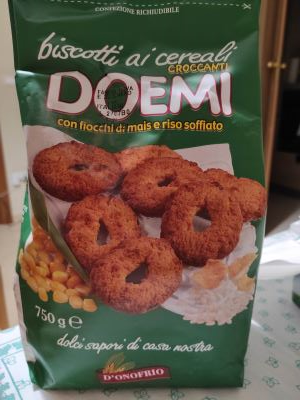 CONFEZIONE RICHIUDIBILE
biscotti ai cereali
CROCCANTI
DOEMI
con fiocchi di mais e riso soffiato
750 g e
dolci sapori di casa nostra
D'ONOFRIO